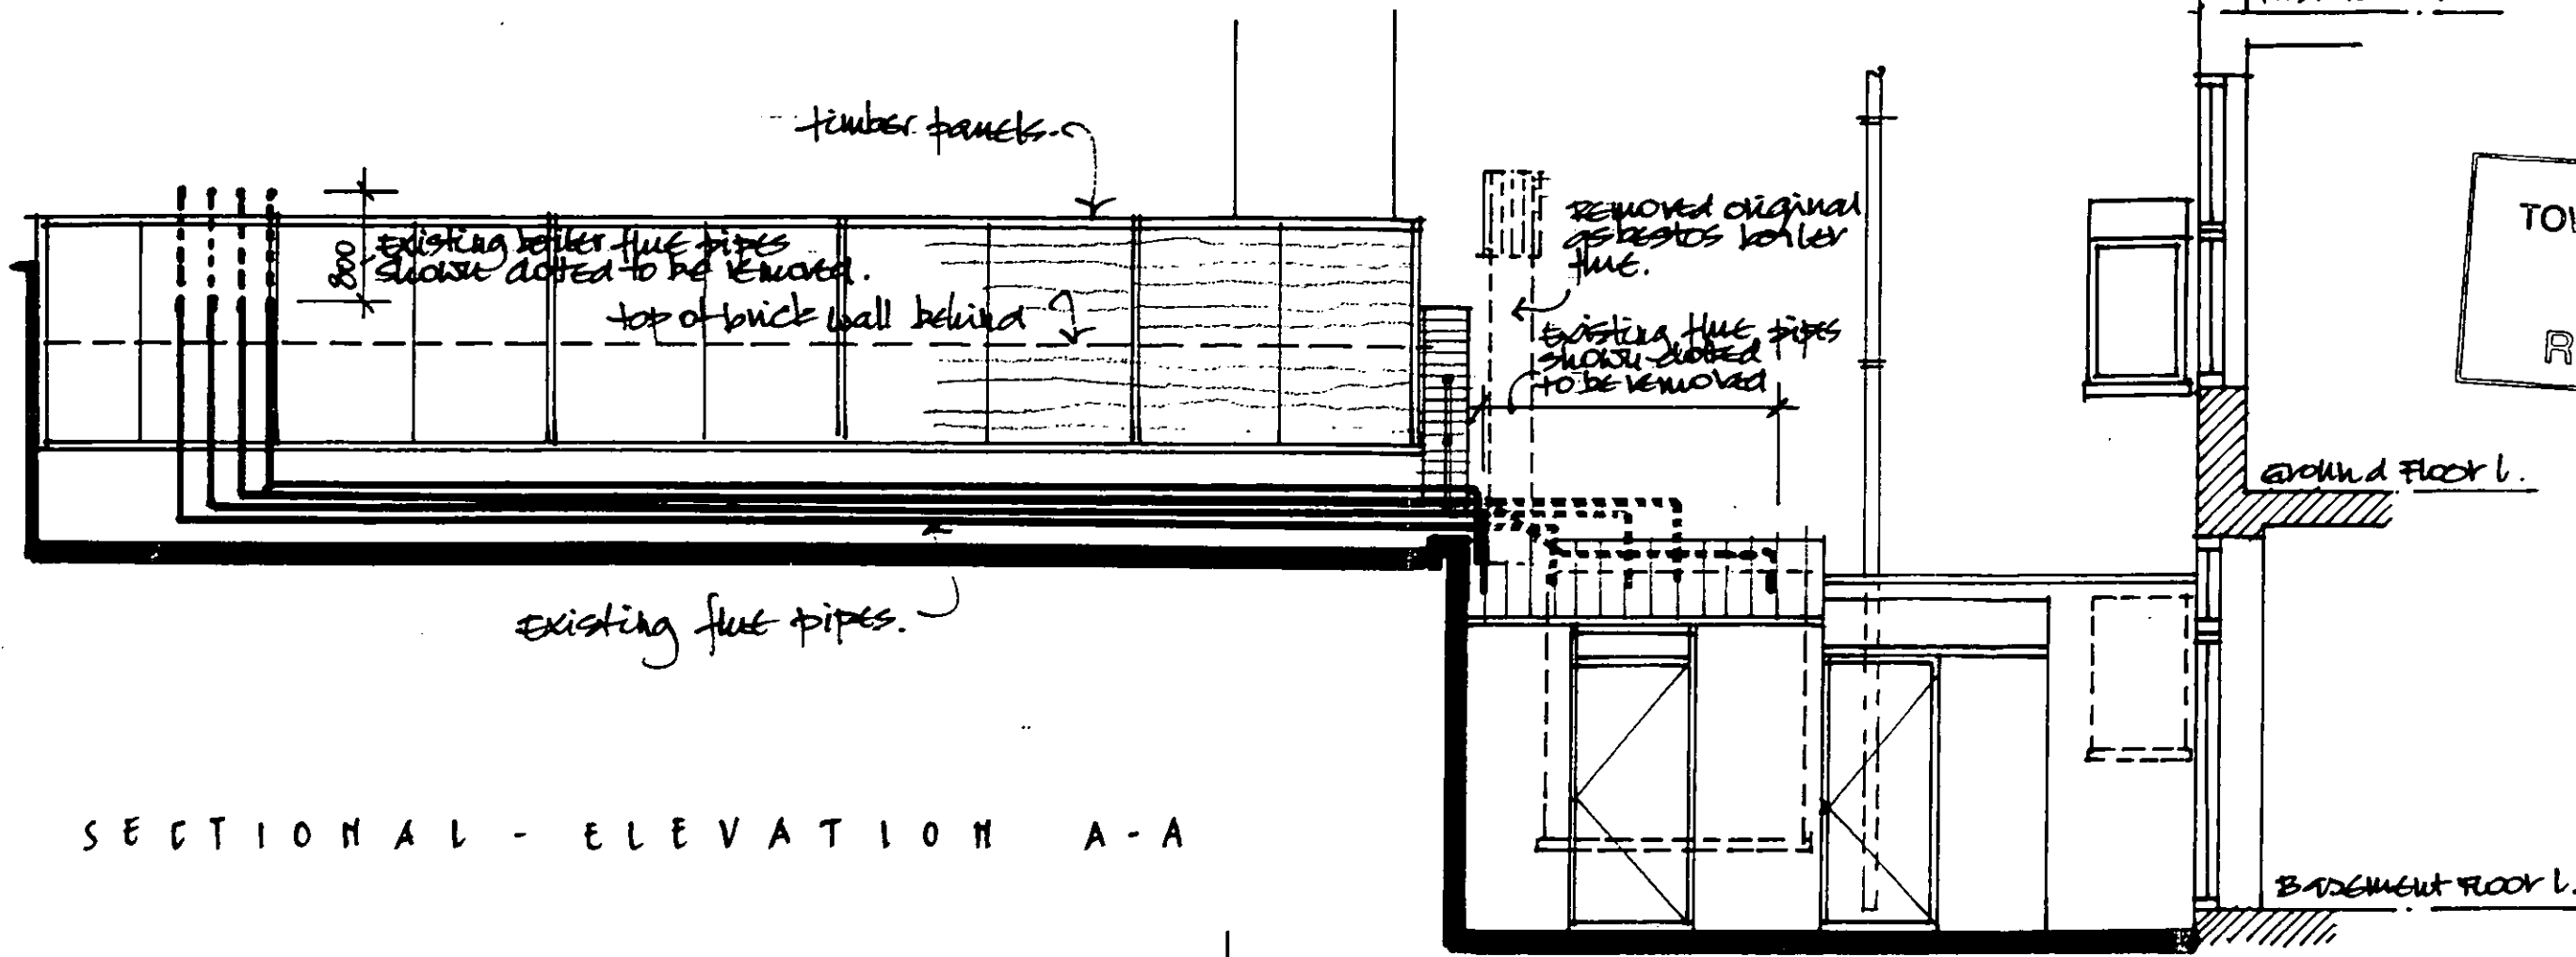 timber panels.
Existing boiler flue pipes
shown dotted to be removed.
800
top of brick wall behind
Removed original
asbestos boiler
flue.
Existing flue pipes
shown dotted
to be removed
TOW
R
Ground Floor l.
Existing flue pipes.
SECTIONAL - ELEVATION A-A
Basement Floor l.